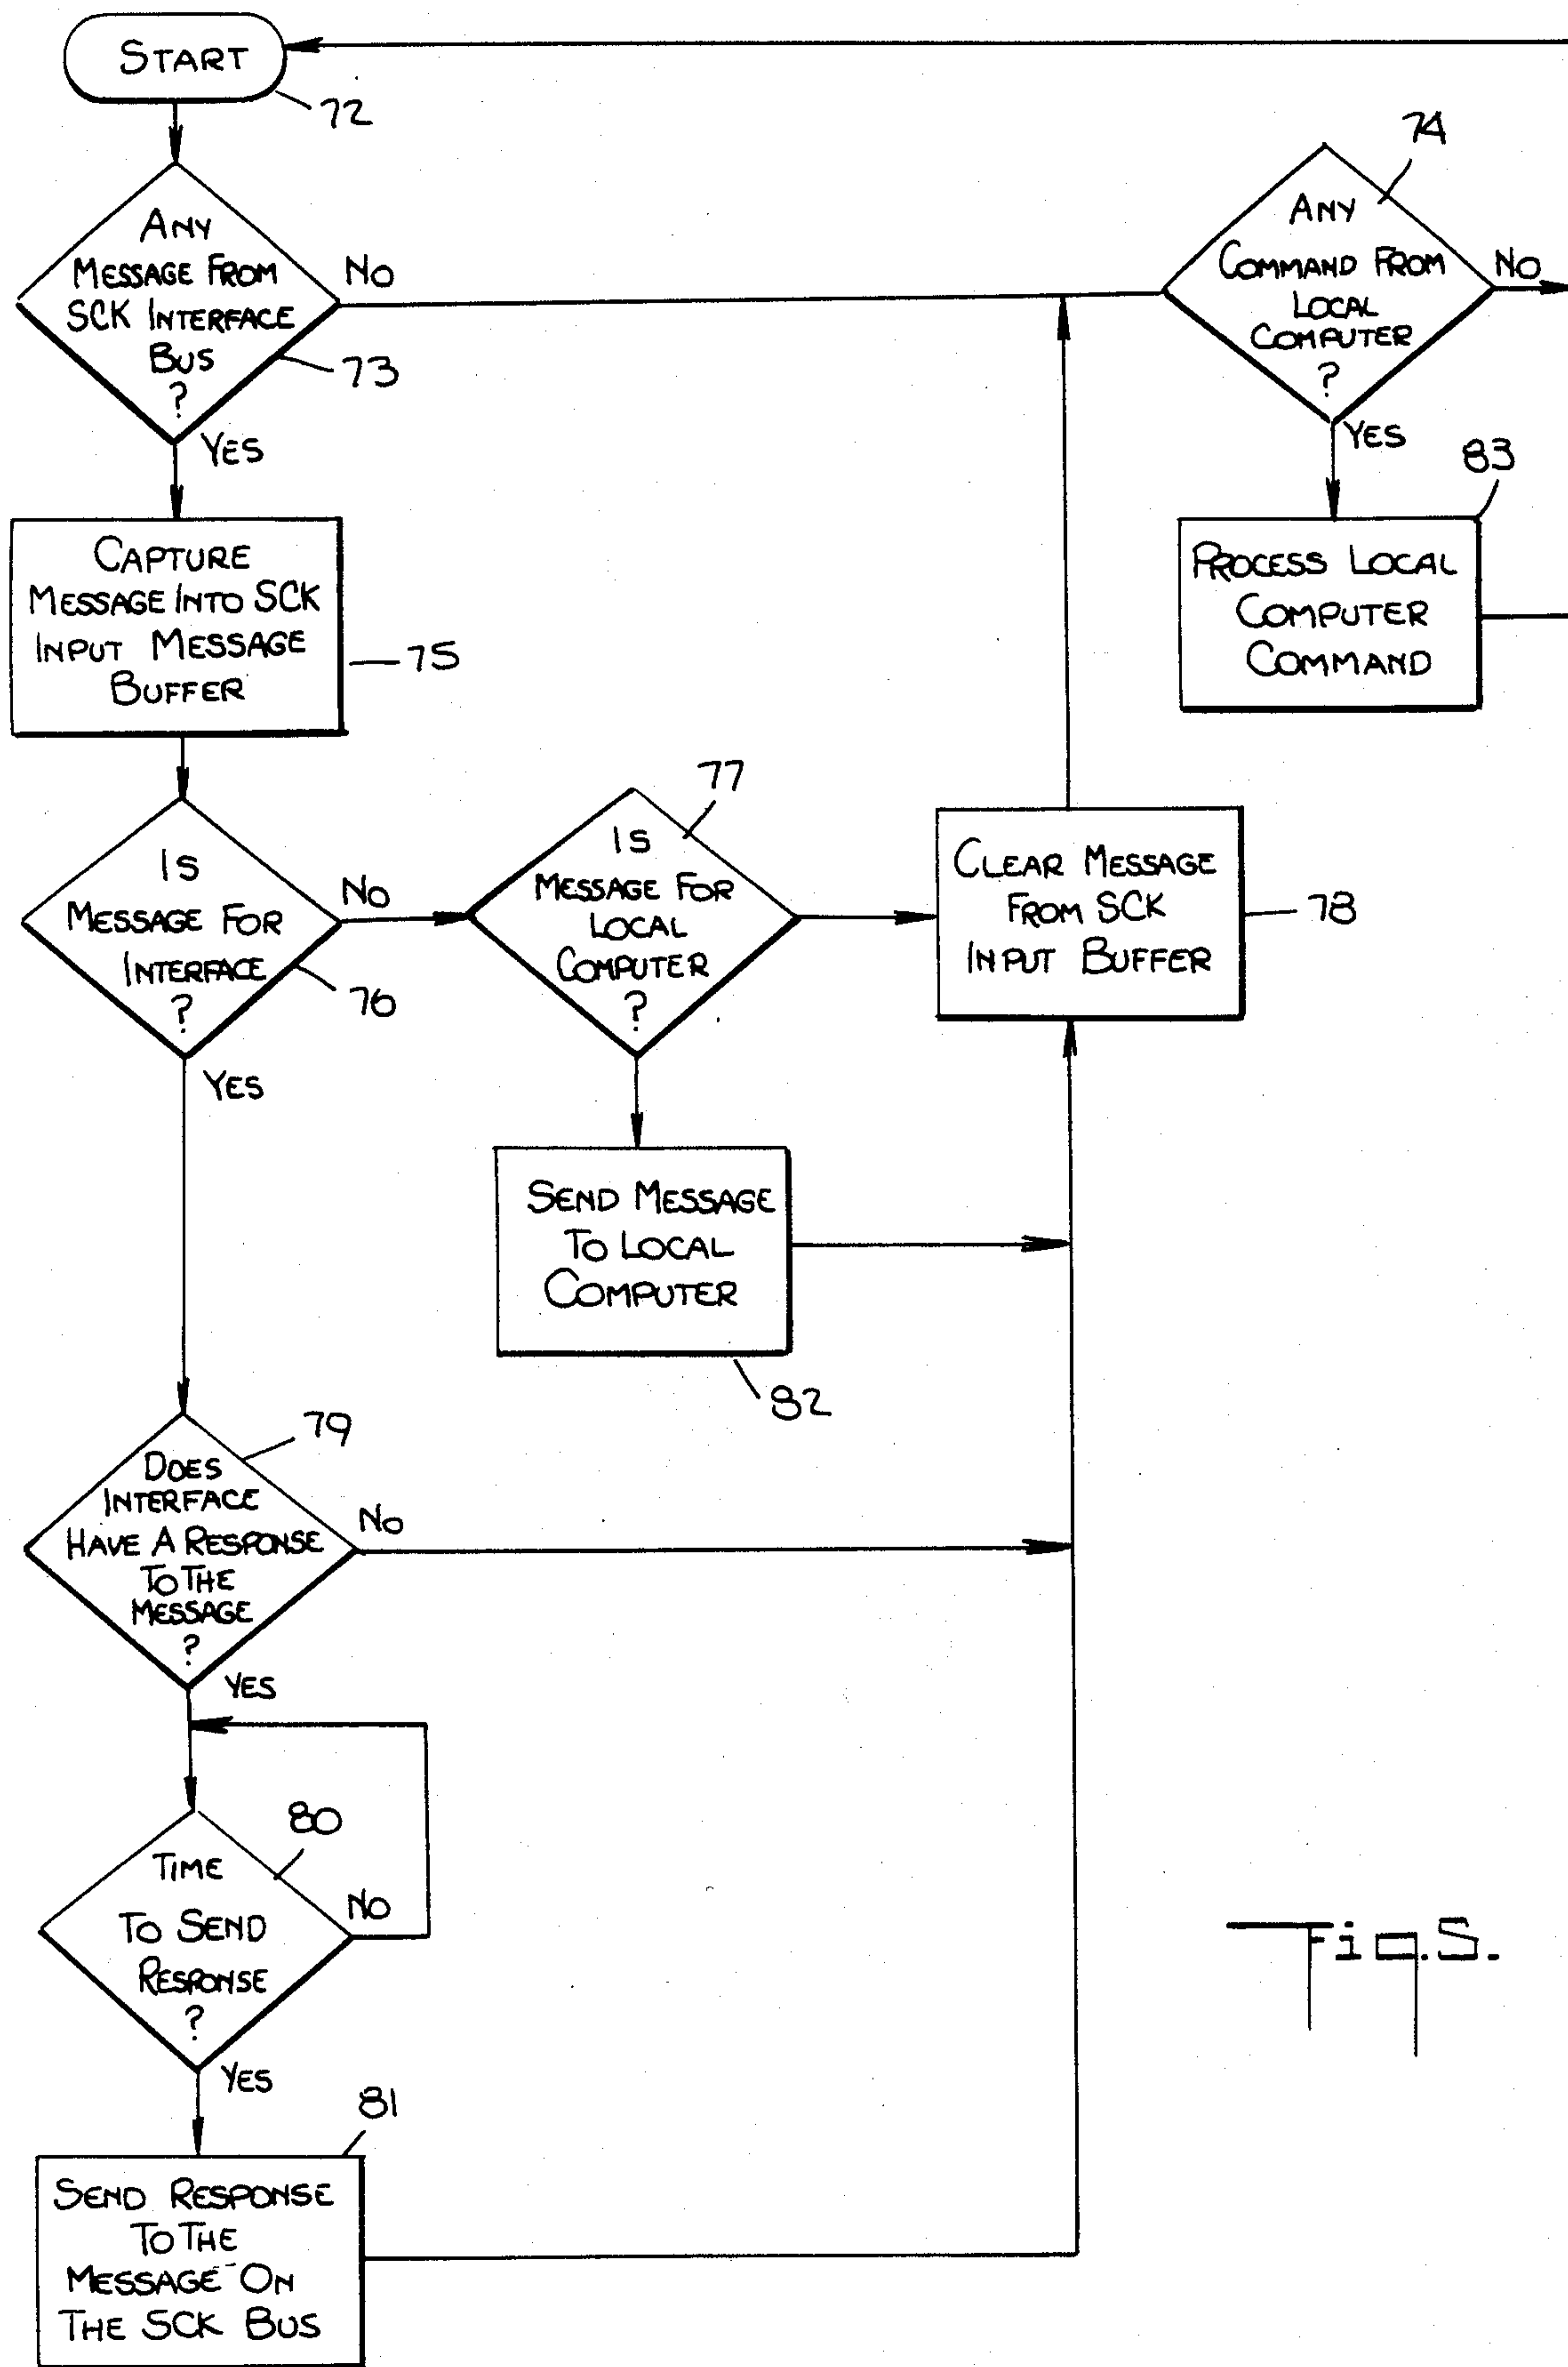 START
72
ANY
MESSAGE FROM
SCK INTERFACE
BUS
?
73
NO
YES
74
ANY
COMMAND FROM
LOCAL
COMPUTER
?
NO
YES
83
PROCESS LOCAL
COMPUTER
COMMAND
CAPTURE
MESSAGE INTO SCK
INPUT MESSAGE
BUFFER
75
IS
MESSAGE FOR
INTERFACE
?
76
NO
YES
77
IS
MESSAGE FOR
LOCAL
COMPUTER
?
CLEAR MESSAGE
FROM SCK
INPUT BUFFER
78
SEND MESSAGE
TO LOCAL
COMPUTER
82
79
DOES
INTERFACE
HAVE A RESPONSE
TO THE
MESSAGE
?
NO
YES
80
TIME
TO SEND
RESPONSE
?
NO
YES
81
SEND RESPONSE
TO THE
MESSAGE ON
THE SCK BUS
Fig.5.